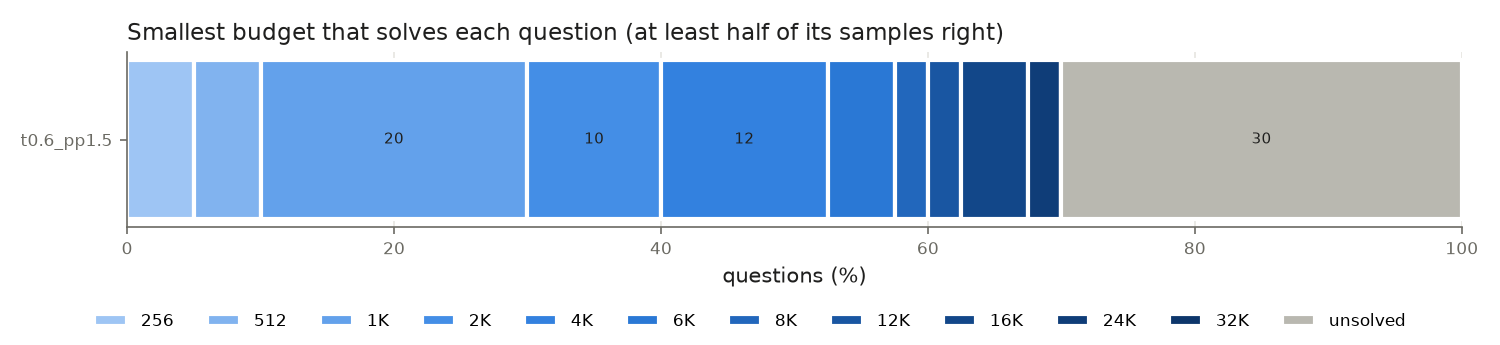 Smallest budget that solves each question (at least half of its samples right)
t0.6_pp1.5
20 10 12 30
0 20 40 60 80 100
questions (%)
256 512 1K 2K 4K 6K 8K 12K 16K 24K 32K unsolved